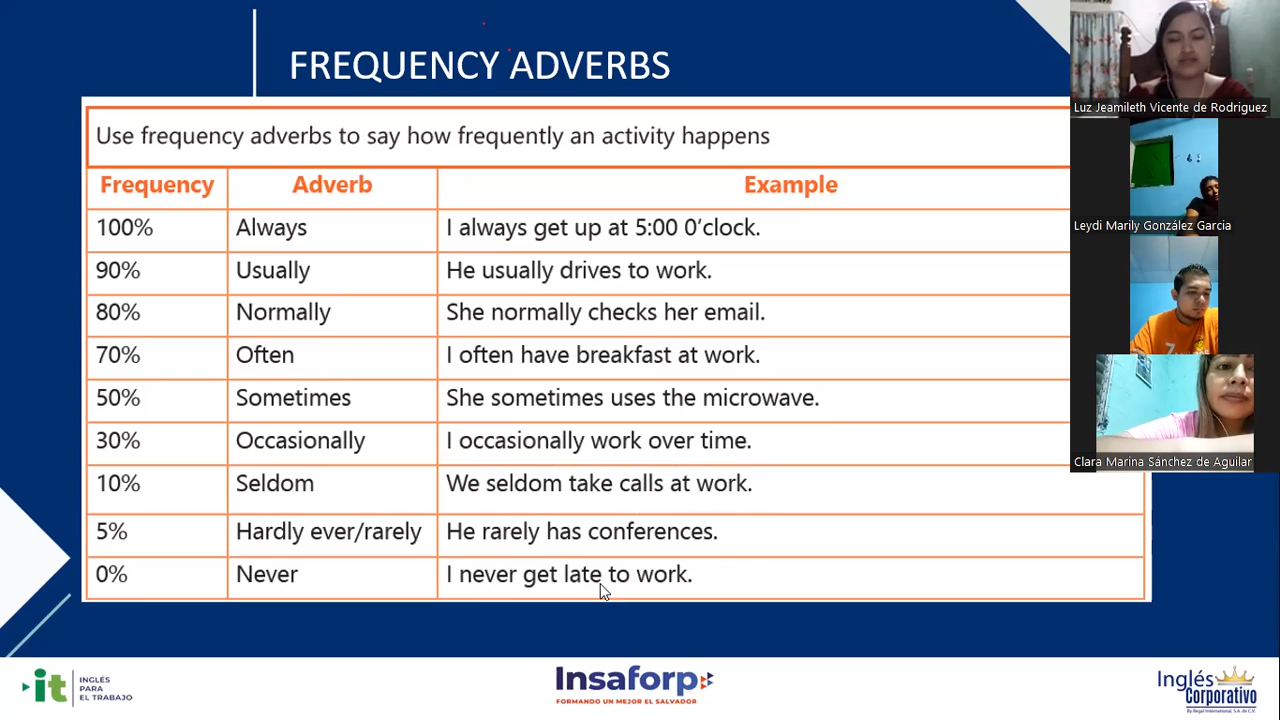 FREQUENCY ADVERBS
Use frequency adverbs to say how frequently an activity happens
Frequency Adverb Example
100% Always I always get up at 5:00 0'clock.
90% Usually He usually drives to work.
80% Normally She normally checks her email.
70% Often I often have breakfast at work.
50% Sometimes She sometimes uses the microwave.
30% Occasionally I occasionally work over time.
10% Seldom We seldom take calls at work.
5% Hardly ever/rarely He rarely has conferences.
0% Never I never get late to work.
Luz Jeamileth Vicente de Rodriguez
Leydi Marily González Garcia
Clara Marina Sánchez de Aguilar
it
INGLÉS
PARA
EL TRABAJO
Insaforp
FORMANDO UN MEJOR EL SALVADOR
Inglés
Corporativo
By Regal International, S.A. de C.V.